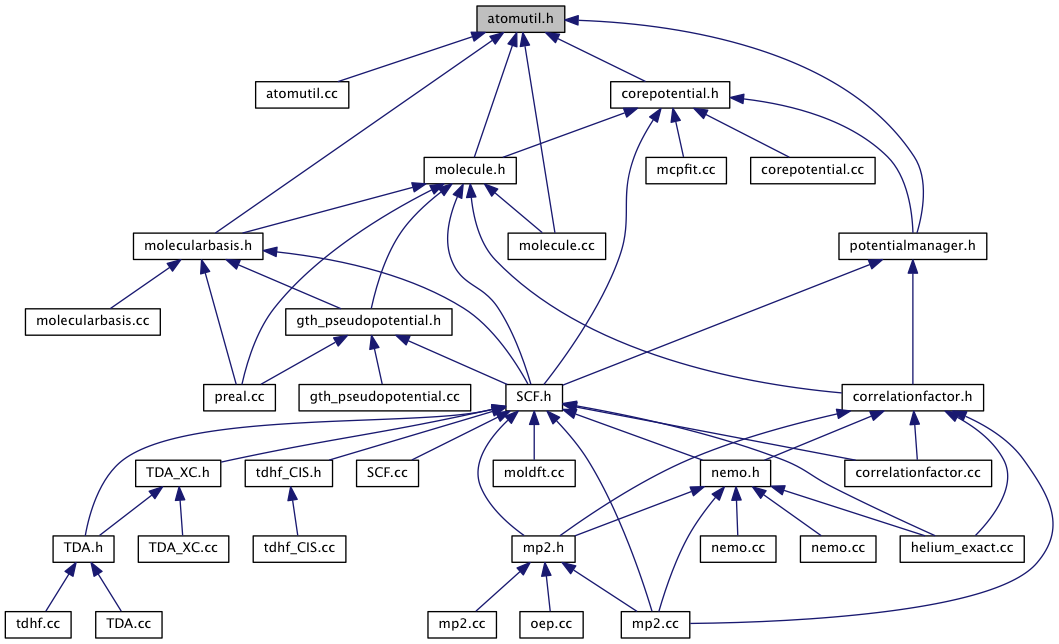 atomutil.h
atomutil.cc
corepotential.h
molecule.h
mcpfit.cc
corepotential.cc
molecularbasis.h
molecule.cc
potentialmanager.h
molecularbasis.cc
gth_pseudopotential.h
preal.cc
gth_pseudopotential.cc
SCF.h
correlationfactor.h
TDA_XC.h
tdhf_CIS.h
SCF.cc
moldft.cc
nemo.h
correlationfactor.cc
TDA.h
TDA_XC.cc
tdhf_CIS.cc
mp2.h
nemo.cc
nemo.cc
helium_exact.cc
tdhf.cc
TDA.cc
mp2.cc
oep.cc
mp2.cc